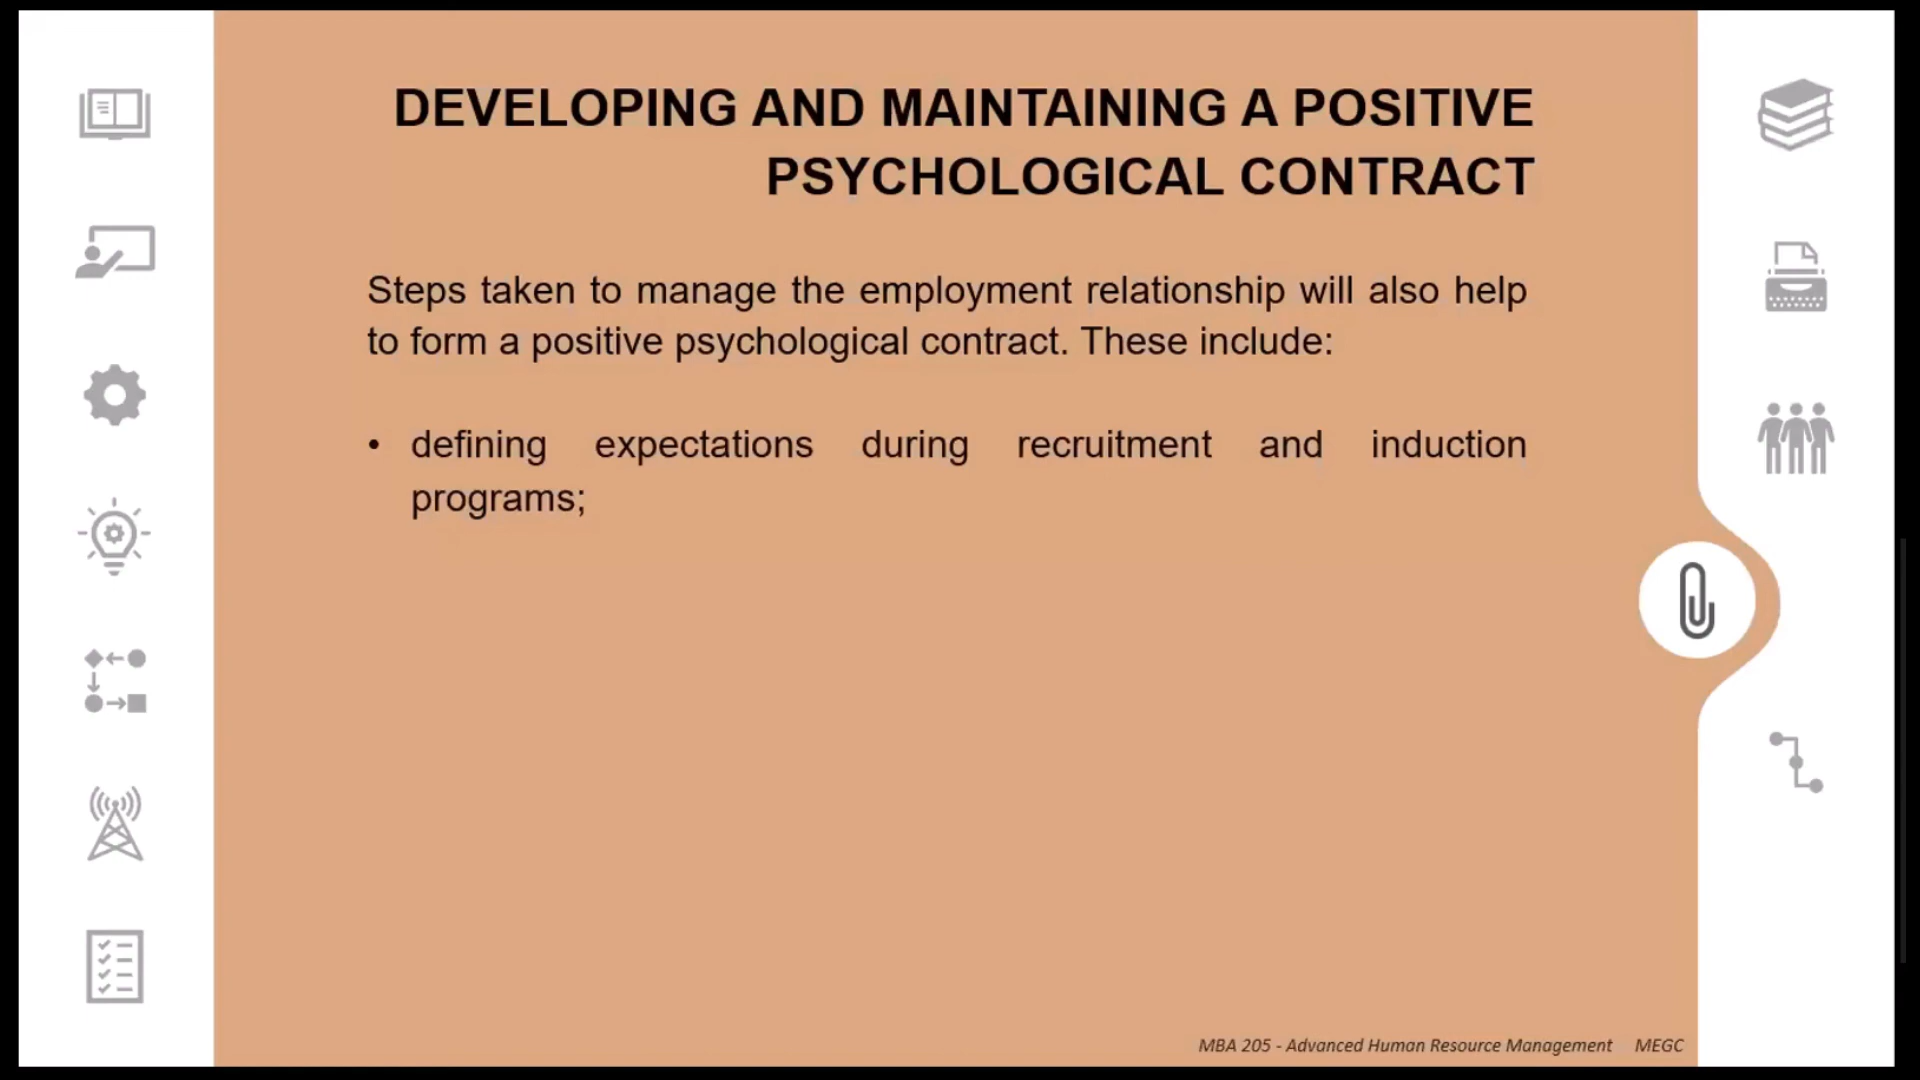 DEVELOPING AND MAINTAINING A POSITIVE
PSYCHOLOGICAL CONTRACT
Steps taken to manage the employment relationship will also help
to form a positive psychological contract. These include:
• defining expectations during recruitment and induction
programs;
MBA 205 - Advanced Human Resource Management MEGC